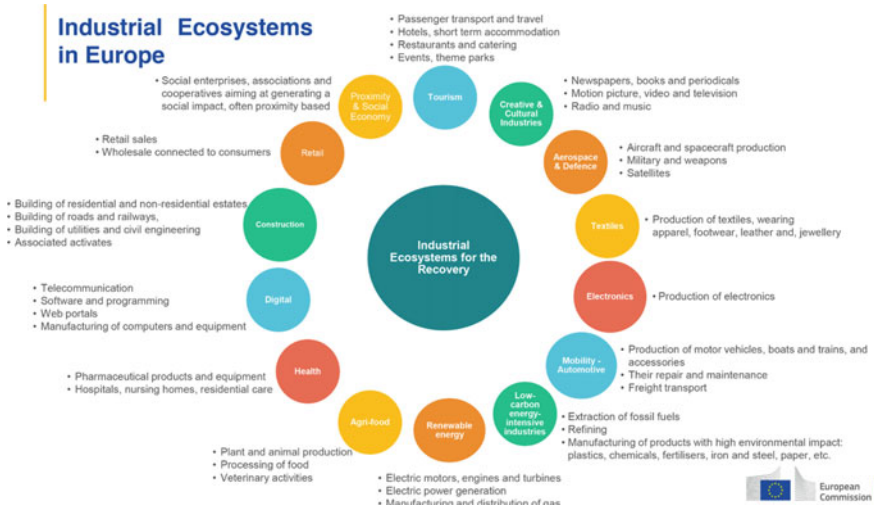 Industrial Ecosystems
in Europe
• Passenger transport and travel
• Hotels, short term accommodation
• Restaurants and catering
• Events, theme parks
Tourism
• Newspapers, books and periodicals
• Motion picture, video and television
• Radio and music
Creative &
Cultural
Industries
• Aircraft and spacecraft production
• Military and weapons
• Satellites
Aerospace
& Defence
• Production of textiles, wearing
apparel, footwear, leather and, jewellery
Textiles
• Production of electronics
Electronics
• Production of motor vehicles, boats and trains, and
accessories
• Their repair and maintenance
• Freight transport
Mobility -
Automotive
• Extraction of fossil fuels
• Refining
• Manufacturing of products with high environmental impact:
plastics, chemicals, fertilisers, iron and steel, paper, etc.
Low-
carbon
energy-
intensive
industries
Renewable
energy
• Electric motors, engines and turbines
• Electric power generation
• Manufacturing and distribution of gas
Agri-food
• Plant and animal production
• Processing of food
• Veterinary activities
Health
• Pharmaceutical products and equipment
• Hospitals, nursing homes, residential care
Digital
• Telecommunication
• Software and programming
• Web portals
• Manufacturing of computers and equipment
Construction
• Building of residential and non-residential estates
• Building of roads and railways,
• Building of utilities and civil engineering
• Associated activates
Retail
• Retail sales
• Wholesale connected to consumers
Proximity
& Social
Economy
• Social enterprises, associations and
cooperatives aiming at generating a
social impact, often proximity based
Industrial
Ecosystems for the
Recovery
European
Commission